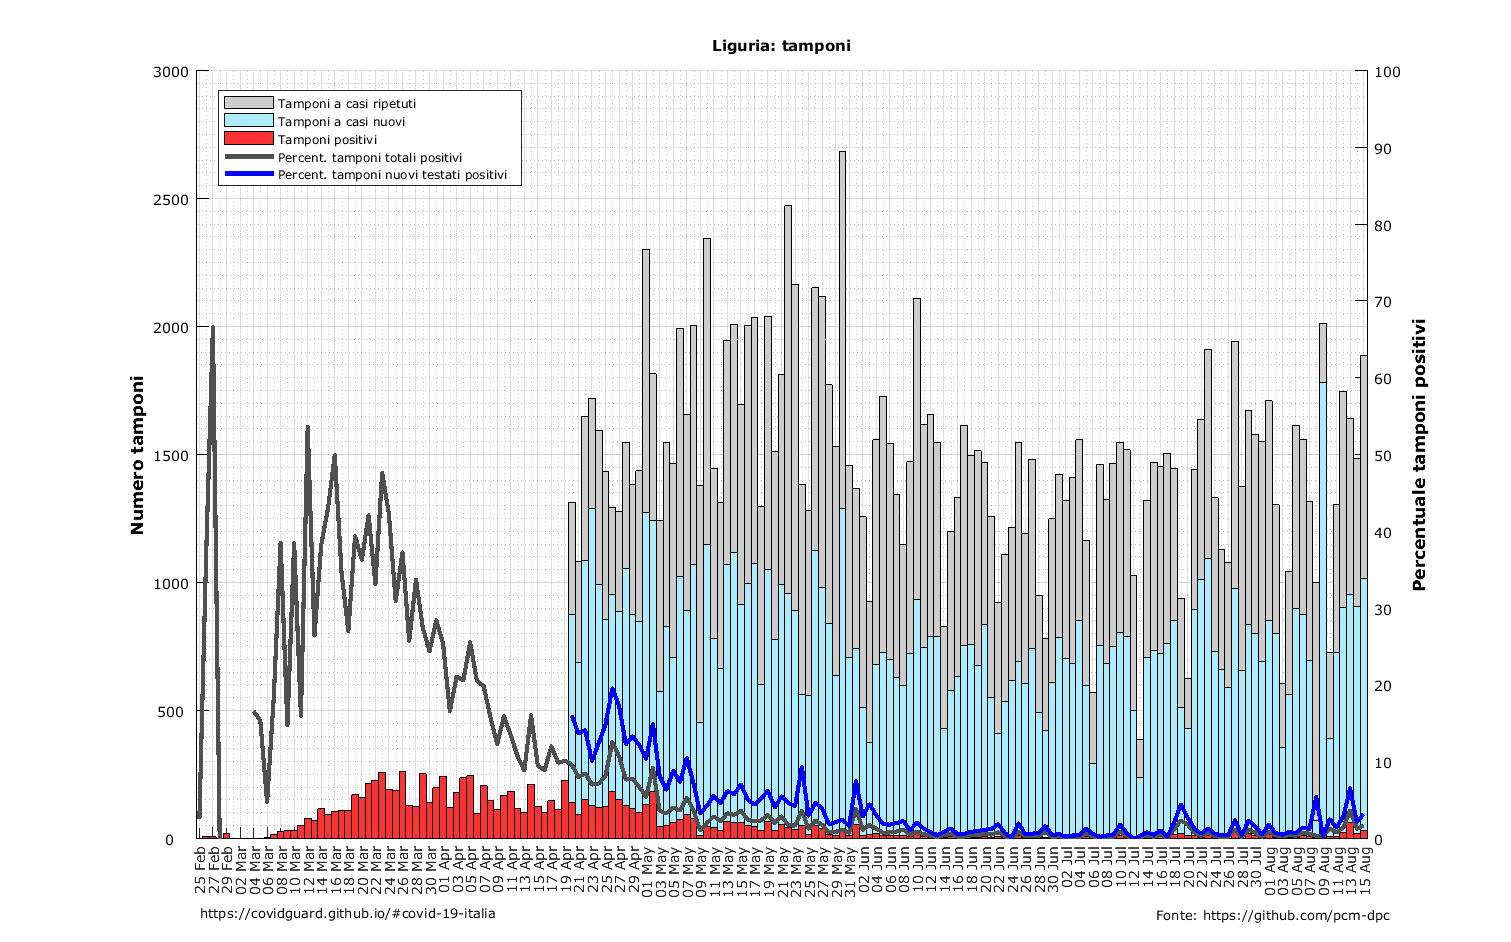 Liguria: tamponi
3000
2500
2000
1500
1000
500
0
Numero tamponi
Tamponi a casi ripetuti
Tamponi a casi nuovi
Tamponi positivi
Percent. tamponi totali positivi
Percent. tamponi nuovi testati positivi
100
90
80
70
60
50
40
30
20
10
0
Percentuale tamponi positivi
25 Feb
27 Feb
29 Feb
02 Mar
04 Mar
06 Mar
08 Mar
10 Mar
12 Mar
14 Mar
16 Mar
18 Mar
20 Mar
22 Mar
24 Mar
26 Mar
28 Mar
30 Mar
01 Apr
03 Apr
05 Apr
07 Apr
09 Apr
11 Apr
13 Apr
15 Apr
17 Apr
19 Apr
21 Apr
23 Apr
25 Apr
27 Apr
29 Apr
01 May
03 May
05 May
07 May
09 May
11 May
13 May
15 May
17 May
19 May
21 May
23 May
25 May
27 May
29 May
31 May
02 Jun
04 Jun
06 Jun
08 Jun
10 Jun
12 Jun
14 Jun
16 Jun
18 Jun
20 Jun
22 Jun
24 Jun
26 Jun
28 Jun
30 Jun
02 Jul
04 Jul
06 Jul
08 Jul
10 Jul
12 Jul
14 Jul
16 Jul
18 Jul
20 Jul
22 Jul
24 Jul
26 Jul
28 Jul
30 Jul
01 Aug
03 Aug
05 Aug
07 Aug
09 Aug
11 Aug
13 Aug
15 Aug
https://covidguard.github.io/#covid-19-italia
Fonte: https://github.com/pcm-dpc